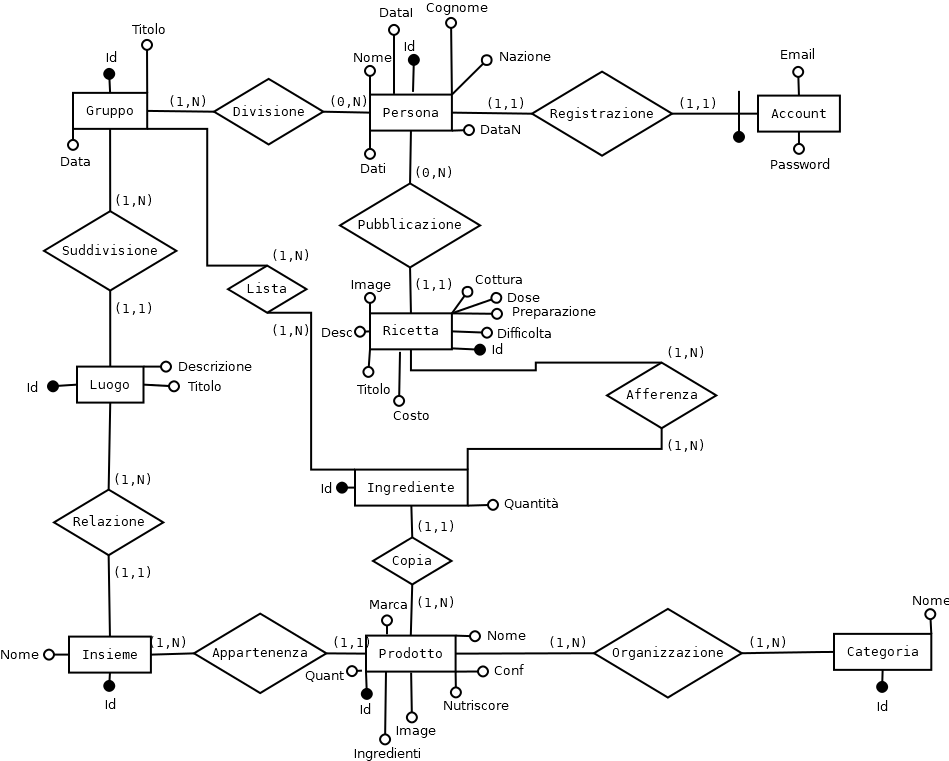 Cognome
DataI
Titolo
Id
Nome
Id
Nazione
Email
(1,N)
(0,N)
(1,1)
(1,1)
Gruppo
Divisione
Persona
Registrazione
Account
DataN
Data
Dati
Password
(1,N)
(0,N)
Suddivisione
Pubblicazione
(1,N)
Lista
(1,1)
(1,N)
Image
(1,1)
Cottura
Dose
Preparazione
Desc
Ricetta
Difficolta
Id
(1,N)
Descrizione
Id
Luogo
Titolo
Titolo
Costo
Afferenza
(1,N)
(1,N)
Id
Ingrediente
Quantità
Relazione
(1,1)
Copia
(1,1)
(1,N)
Marca
Nome
Nome
(1,N)
(1,1)
(1,N)
(1,N)
Nome
Insieme
Appartenenza
Prodotto
Organizzazione
Categoria
Quant
Conf
Id
Id
Nutriscore
Id
Image
Ingredienti